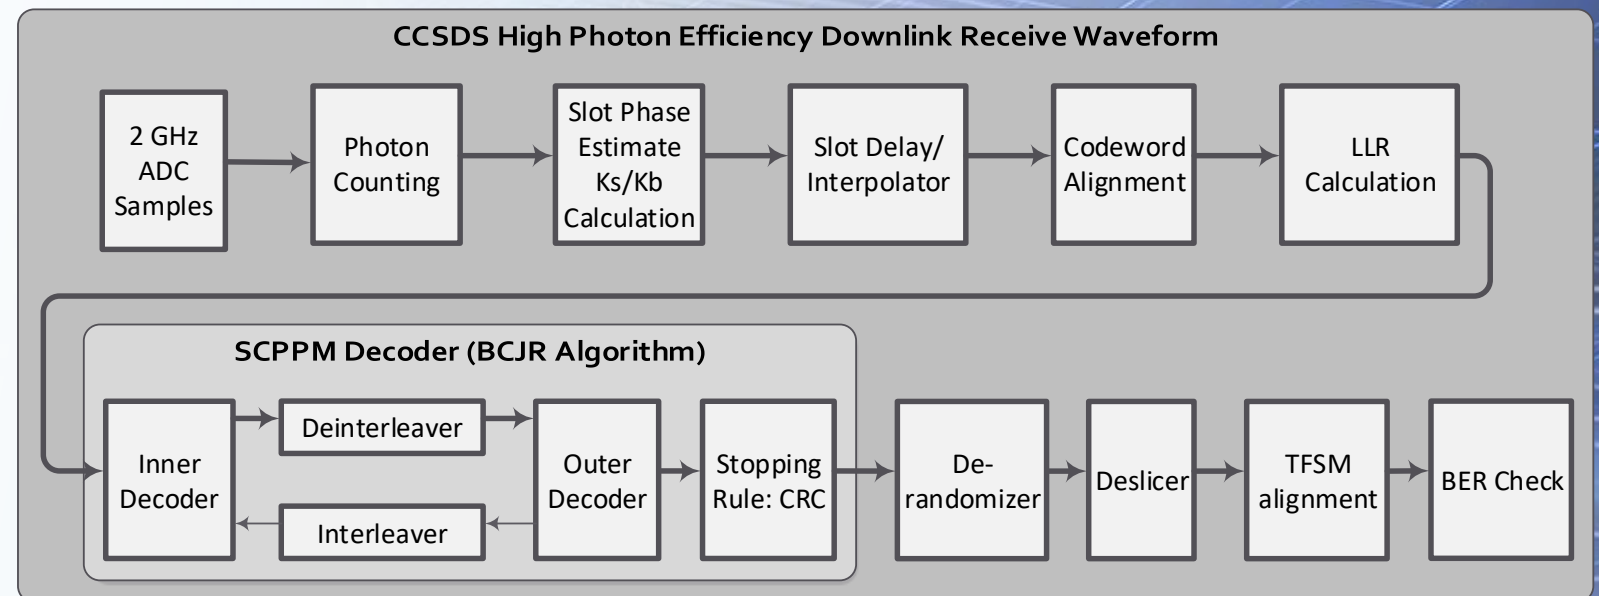 CCSDS High Photon Efficiency Downlink Receive Waveform
2 GHz
ADC
Samples
Photon
Counting
Slot Phase
Estimate
Ks/Kb
Calculation
Slot Delay/
Interpolator
Codeword
Alignment
LLR
Calculation
SCPPM Decoder (BCJR Algorithm)
Inner
Decoder
Deinterleaver
Interleaver
Outer
Decoder
Stopping
Rule: CRC
De-
randomizer
Deslicer
TFSM
alignment
BER Check